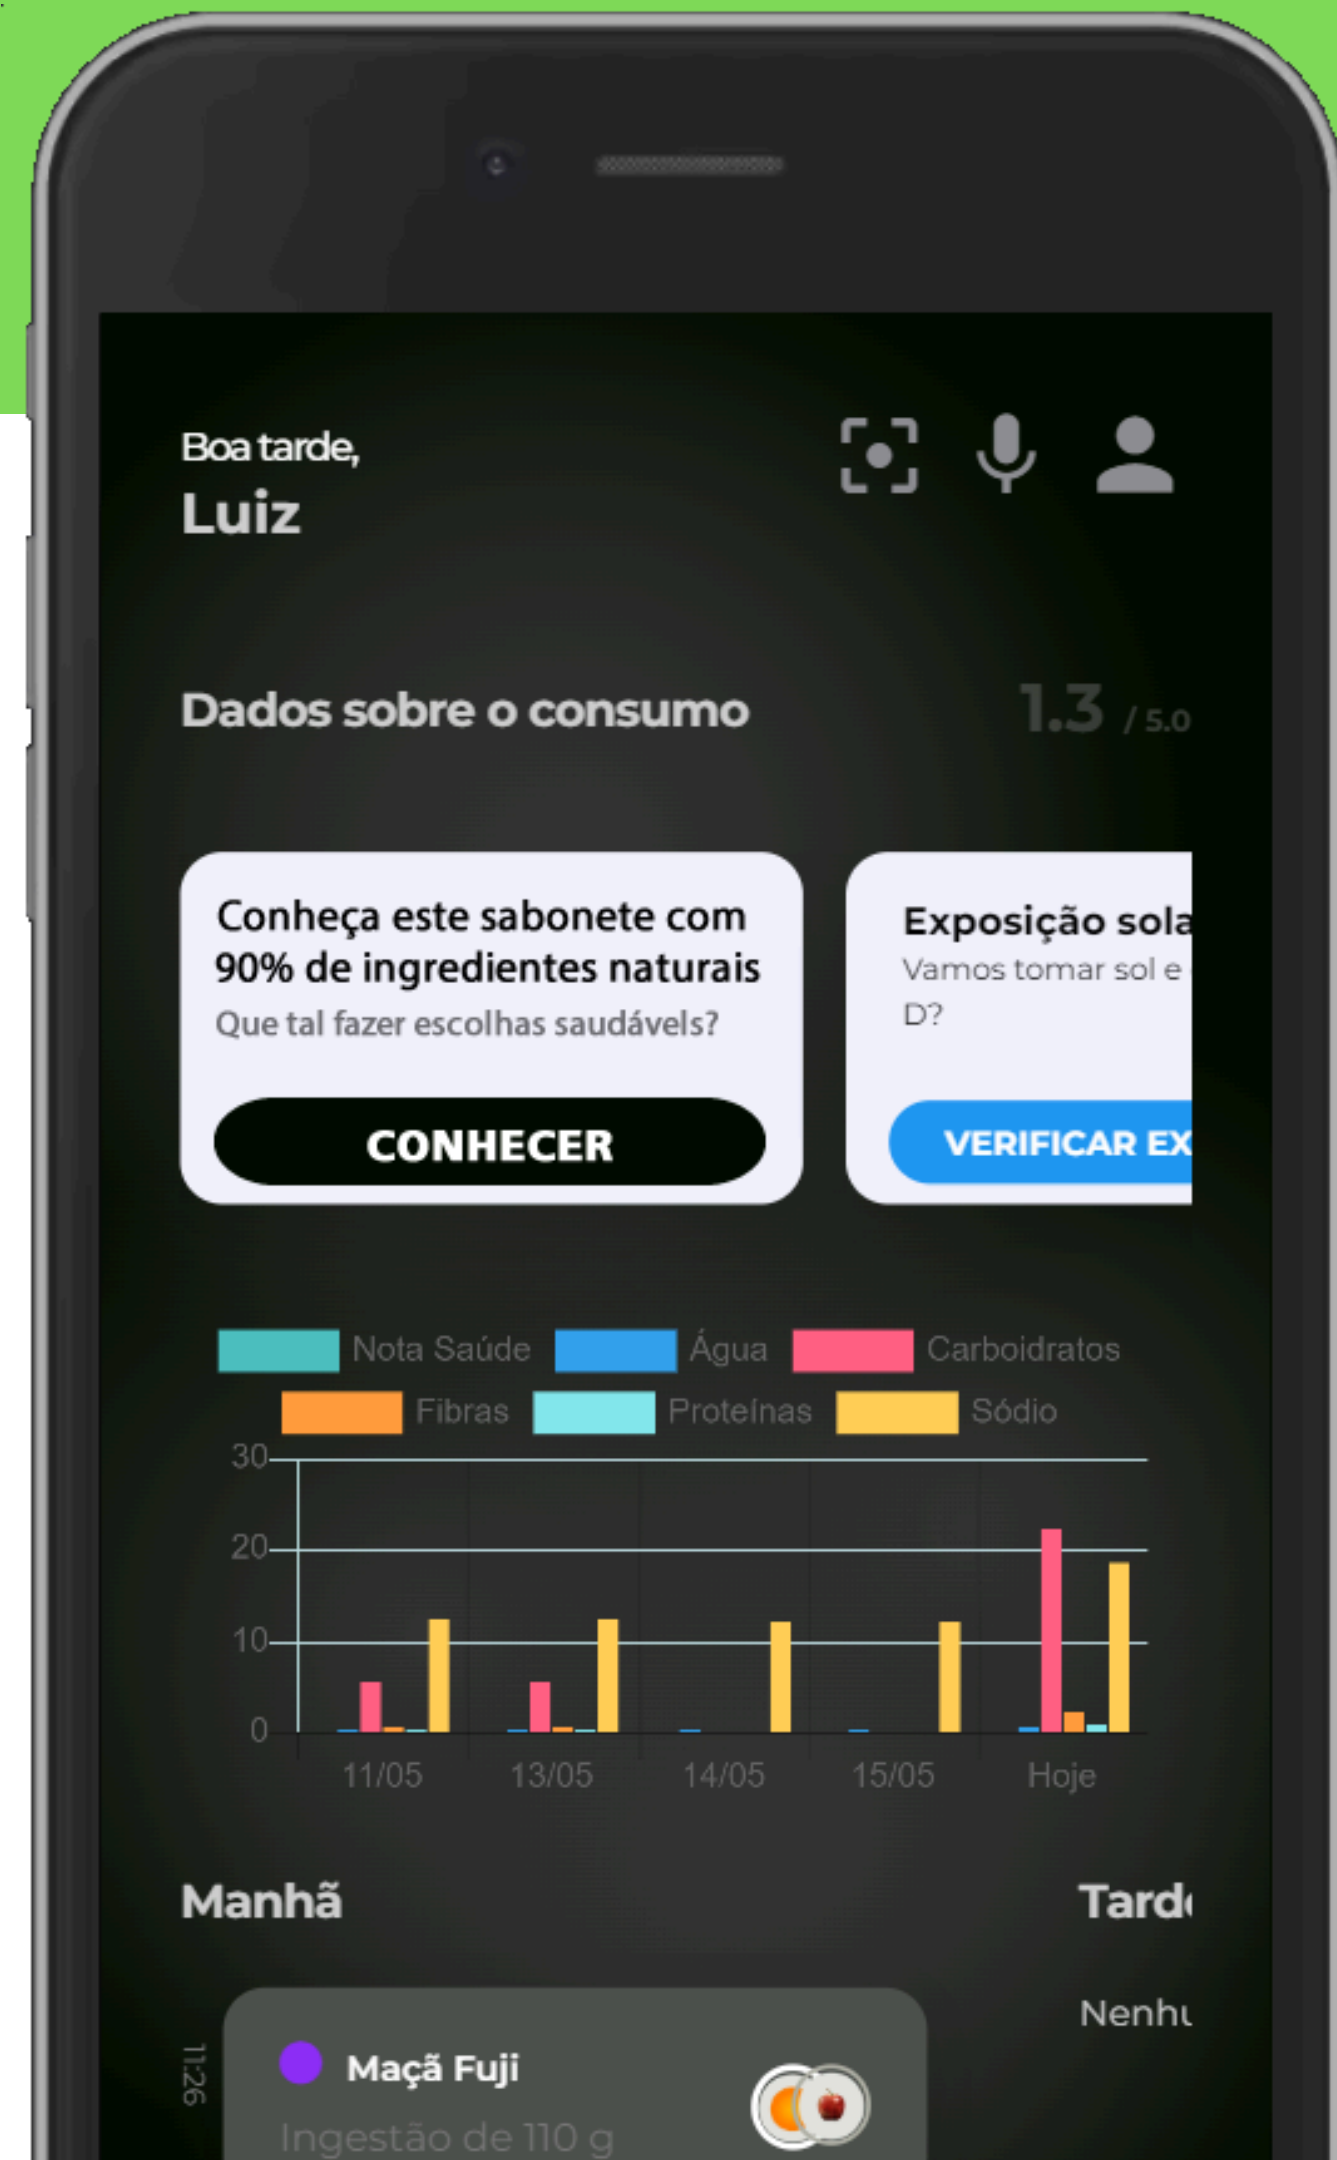 Boa tarde,
Luiz
Dados sobre o consumo
1.3 / 5.0
Conheça este sabonete com
90% de ingredientes naturais
Que tal fazer escolhas saudávels?
CONHECER
Exposição sola
Vamos tomar sol e
D?
VERIFICAR EX
Nota Saúde Água Carboidratos
Fibras Proteínas Sódio
30
20
10
0
11/05 13/05 14/05 15/05 Hoje
Manhã
Tarde
Nenhu
11:26
Maçã Fuji
Ingestão de 110 g